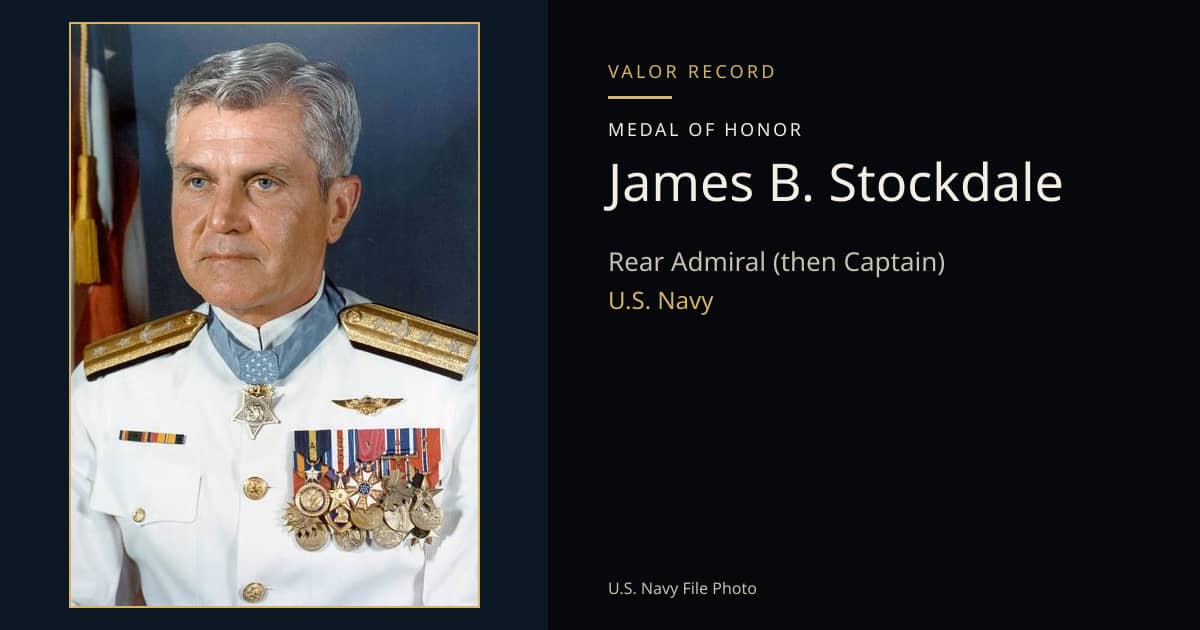 VALOR RECORD
MEDAL OF HONOR
James B. Stockdale
Rear Admiral (then Captain)
U.S. Navy
U.S. Navy File Photo